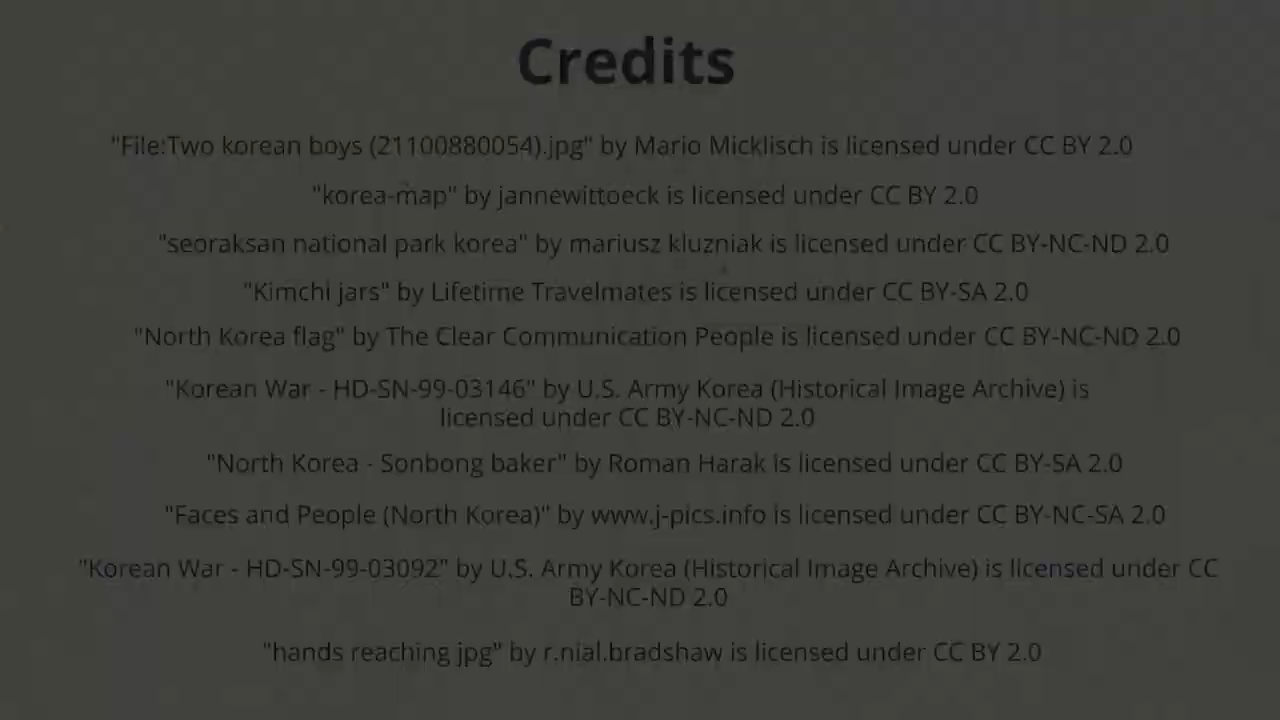 Credits
"File:Two korean boys (21100880054).jpg" by Mario Micklisch is licensed under CC BY 2.0
"korea-map" by jannewittoeck is licensed under CC BY 2.0
"seoraksan national park korea" by mariusz kluzniak is licensed under CC BY-NC-ND 2.0
"Kimchi jars" by Lifetime Travelmates is licensed under CC BY-SA 2.0
"North Korea flag" by The Clear Communication People is licensed under CC BY-NC-ND 2.0
"Korean War - HD-SN-99-03146" by U.S. Army Korea (Historical Image Archive) is
licensed under CC BY-NC-ND 2.0
"North Korea - Sonbong baker" by Roman Harak is licensed under CC BY-SA 2.0
"Faces and People (North Korea)" by www.j-pics.info is licensed under CC BY-NC-SA 2.0
"Korean War - HD-SN-99-03092" by U.S. Army Korea (Historical Image Archive) is licensed under CC
BY-NC-ND 2.0
"hands reaching jpg" by r.nial.bradshaw is licensed under CC BY 2.0